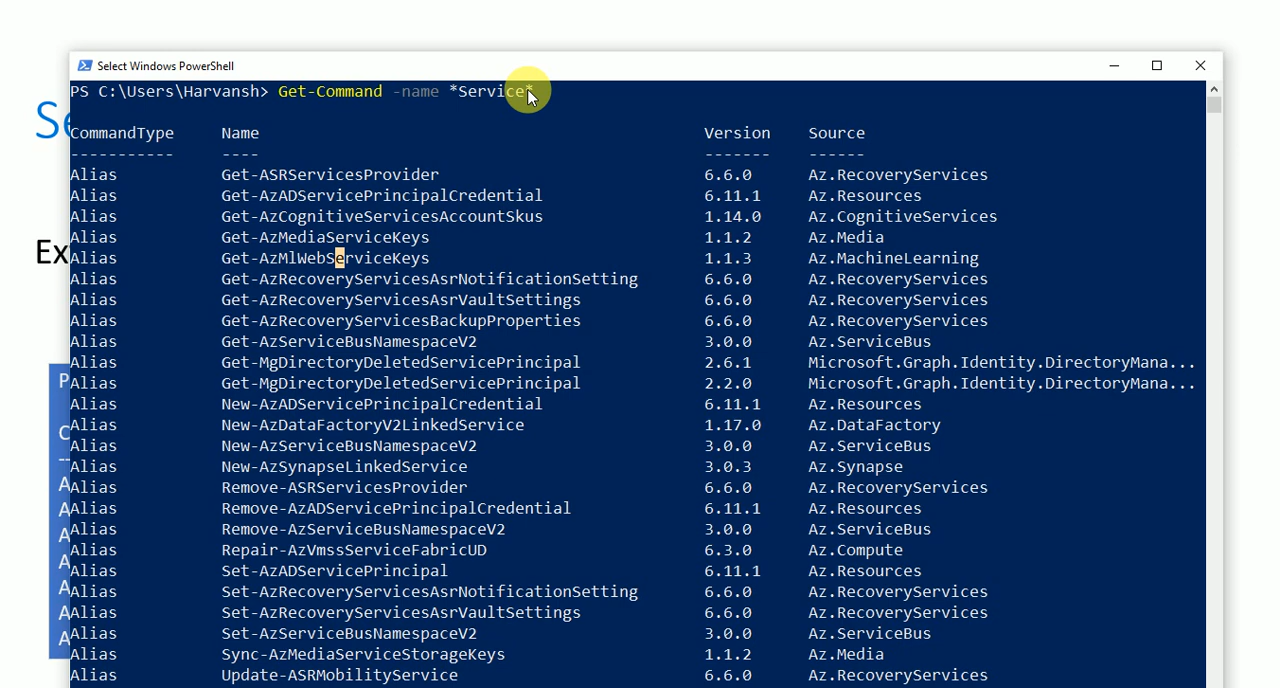 Select Windows PowerShell
PS C:\Users\Harvansh> Get-Command -name *Service*
CommandType Name Version Source
----------- ---- ------- ------
Alias Get-ASRServicesProvider 6.6.0 Az.RecoveryServices
Alias Get-AzADServicePrincipalCredential 6.11.1 Az.Resources
Alias Get-AzCognitiveServicesAccountSkus 1.14.0 Az.CognitiveServices
Alias Get-AzMediaServiceKeys 1.1.2 Az.Media
Alias Get-AzMlWebServiceKeys 1.1.3 Az.MachineLearning
Alias Get-AzRecoveryServicesAsrNotificationSetting 6.6.0 Az.RecoveryServices
Alias Get-AzRecoveryServicesAsrVaultSettings 6.6.0 Az.RecoveryServices
Alias Get-AzRecoveryServicesBackupProperties 6.6.0 Az.RecoveryServices
Alias Get-AzServiceBusNamespaceV2 3.0.0 Az.ServiceBus
Alias Get-MgDirectoryDeletedServicePrincipal 2.6.1 Microsoft.Graph.Identity.DirectoryMana...
Alias Get-MgDirectoryDeletedServicePrincipal 2.2.0 Microsoft.Graph.Identity.DirectoryMana...
Alias New-AzADServicePrincipalCredential 6.11.1 Az.Resources
Alias New-AzDataFactoryV2LinkedService 1.17.0 Az.DataFactory
Alias New-AzServiceBusNamespaceV2 3.0.0 Az.ServiceBus
Alias New-AzSynapseLinkedService 3.0.3 Az.Synapse
Alias Remove-ASRServicesProvider 6.6.0 Az.RecoveryServices
Alias Remove-AzADServicePrincipalCredential 6.11.1 Az.Resources
Alias Remove-AzServiceBusNamespaceV2 3.0.0 Az.ServiceBus
Alias Repair-AzVmssServiceFabricUD 6.3.0 Az.Compute
Alias Set-AzADServicePrincipal 6.11.1 Az.Resources
Alias Set-AzRecoveryServicesAsrNotificationSetting 6.6.0 Az.RecoveryServices
Alias Set-AzRecoveryServicesAsrVaultSettings 6.6.0 Az.RecoveryServices
Alias Set-AzServiceBusNamespaceV2 3.0.0 Az.ServiceBus
Alias Sync-AzMediaServiceStorageKeys 1.1.2 Az.Media
Alias Update-ASRMobilityService 6.6.0 Az.RecoveryServices